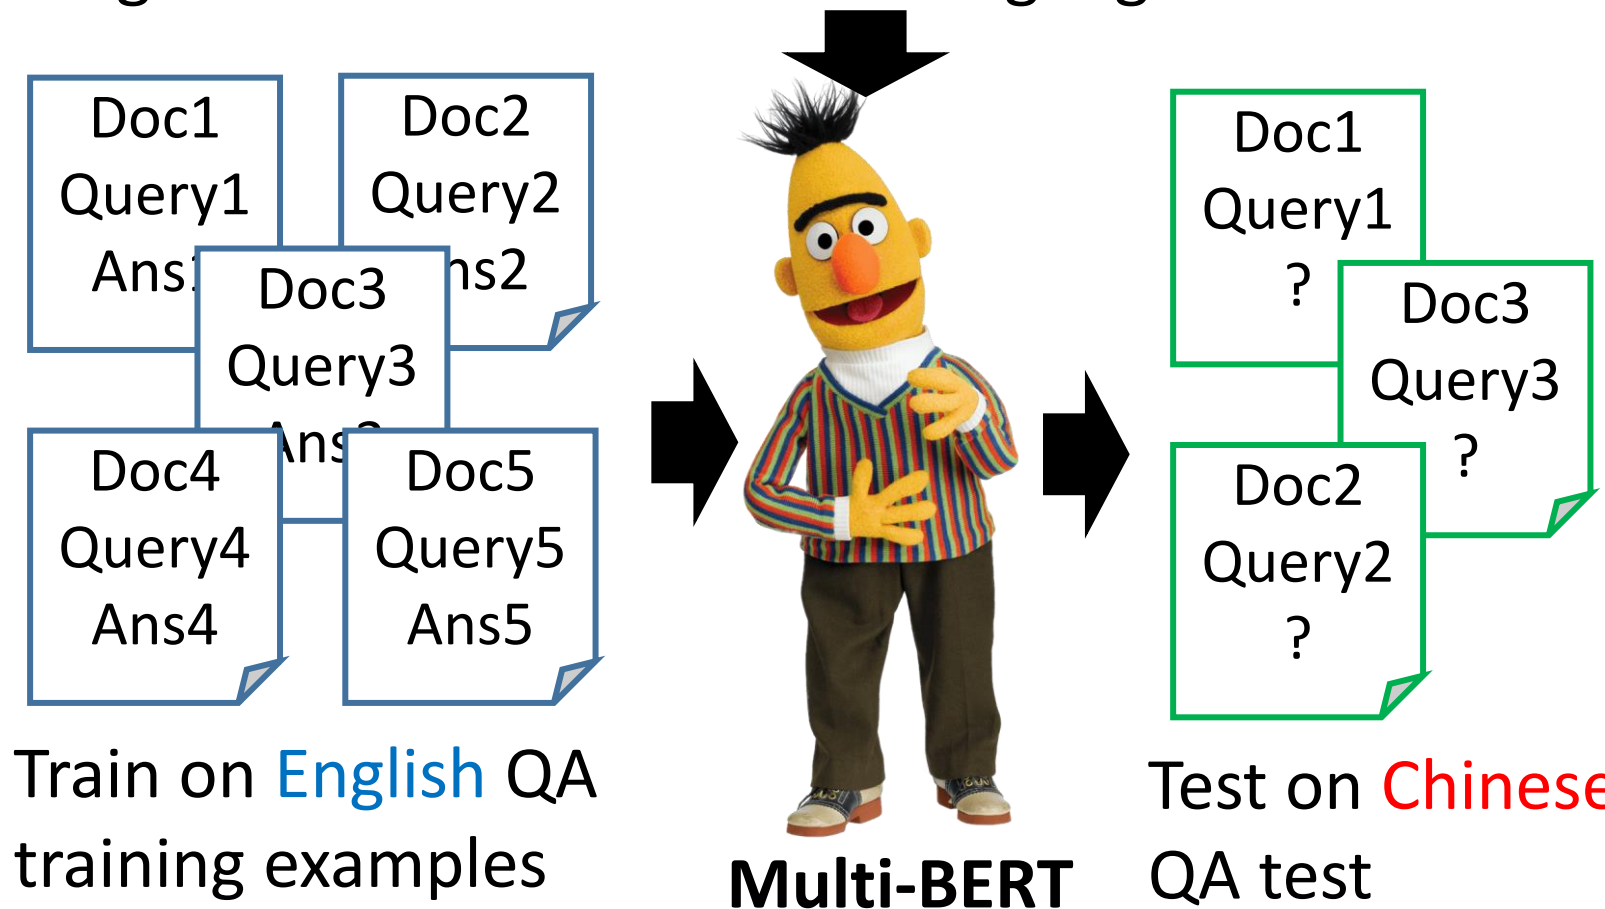 Doc1
Query1
Doc2
Query2
Doc3
Query3
Doc4
Query4
Ans4
Doc5
Query5
Ans5
Train on English QA
training examples
Multi-BERT
Doc1
Query1
?
Doc3
Query3
?
Doc2
Query2
?
Test on Chinese
QA test